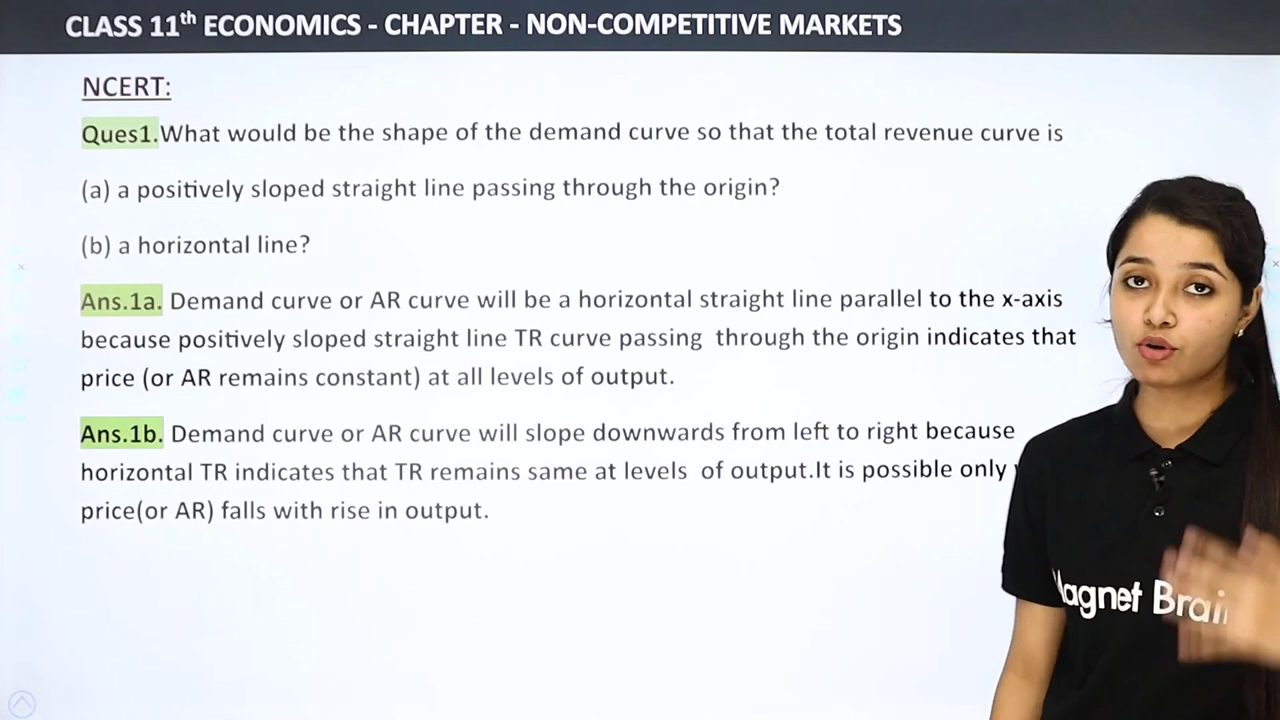 CLASS 11th ECONOMICS - CHAPTER - NON-COMPETITIVE MARKETS
NCERT:
Ques1.What would be the shape of the demand curve so that the total revenue curve is
(a) a positively sloped straight line passing through the origin?
(b) a horizontal line?
Ans.1a. Demand curve or AR curve will be a horizontal straight line parallel to the x-axis
because positively sloped straight line TR curve passing through the origin indicates that
price (or AR remains constant) at all levels of output.
Ans.1b. Demand curve or AR curve will slope downwards from left to right because
horizontal TR indicates that TR remains same at levels of output.It is possible only
price(or AR) falls with rise in output.
agnet Brai